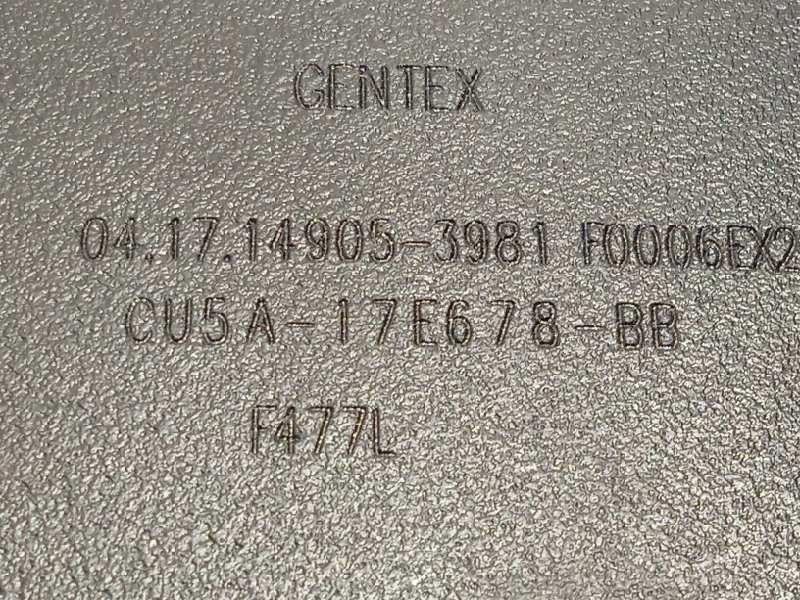 GENTEX
04.17.14905-3981 F0006EX2
CU5A-17E678-BB
F477L